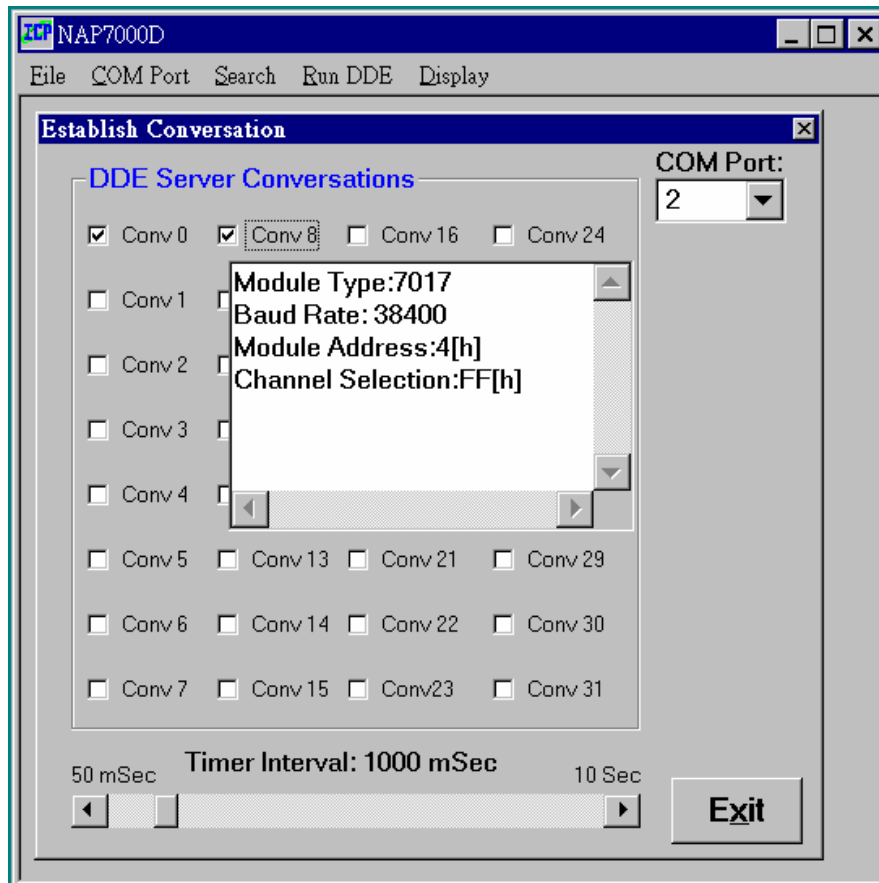 ICP NAP7000D
File COM Port Search Run DDE Display
Establish Conversation
DDE Server Conversations
COM Port:
2
Conv 0 Conv 8 Conv 16 Conv 24
Conv 1
Conv 2
Conv 3
Conv 4
Module Type:7017
Baud Rate: 38400
Module Address:4[h]
Channel Selection:FF[h]
Conv 5 Conv 13 Conv 21 Conv 29
Conv 6 Conv 14 Conv 22 Conv 30
Conv 7 Conv 15 Conv23 Conv 31
50 mSec Timer Interval: 1000 mSec 10 Sec
Exit